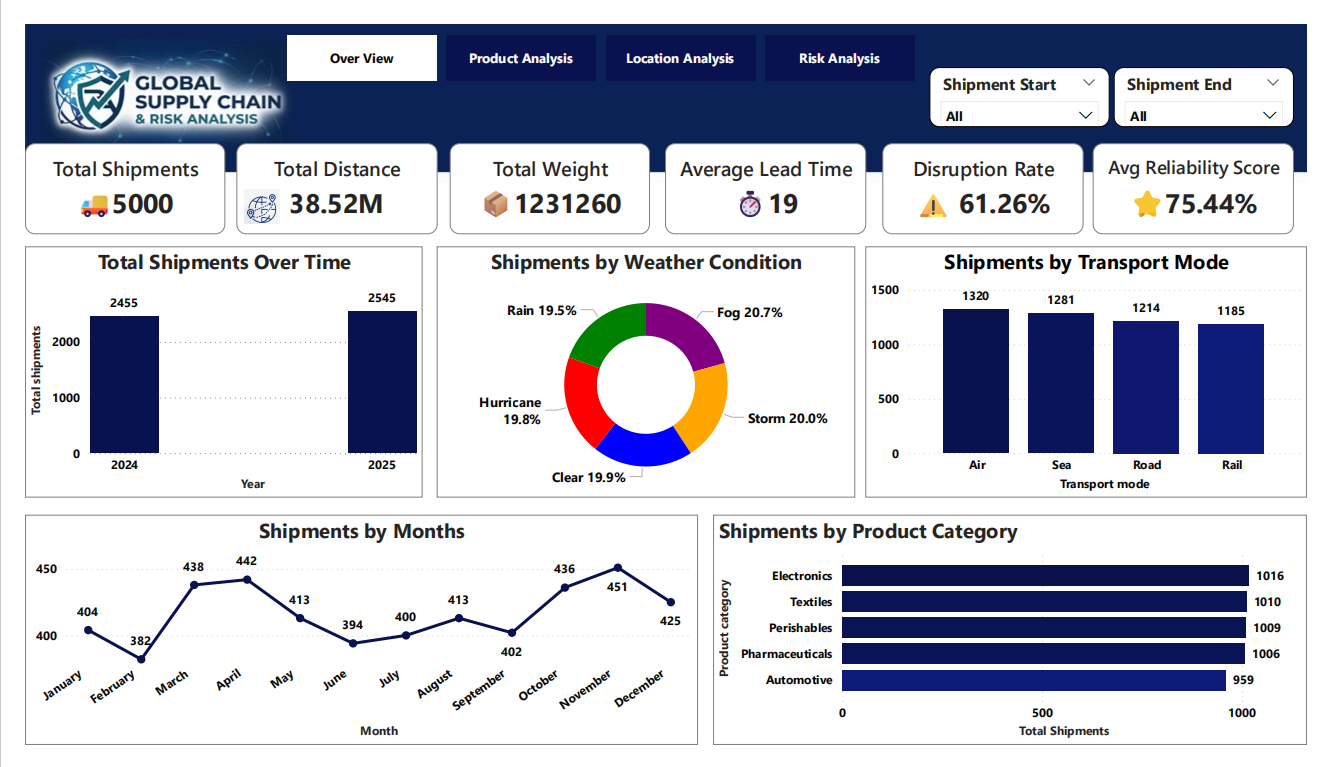 Over View
Product Analysis
Location Analysis
Risk Analysis
GLOBAL
SUPPLY CHAIN
& RISK ANALYSIS
Shipment Start
All
Shipment End
All
Total Shipments
5000
Total Distance
38.52M
Total Weight
1231260
Average Lead Time
19
Disruption Rate
61.26%
Avg Reliability Score
75.44%
Total Shipments Over Time
Total shipments
2000
1000
0
2455
2545
2024
2025
Year
Shipments by Weather Condition
Rain 19.5%
Fog 20.7%
Hurricane
19.8%
Storm 20.0%
Clear 19.9%
Shipments by Transport Mode
1500
1000
500
0
1320
1281
1214
1185
Air
Sea
Road
Rail
Transport mode
Shipments by Months
450
400
404
382
438
442
413
394
400
413
402
436
451
425
January
February
March
April
May
June
July
August
September
October
November
December
Month
Shipments by Product Category
Product category
Electronics
1016
Textiles
1010
Perishables
1009
Pharmaceuticals
1006
Automotive
959
0
500
1000
Total Shipments